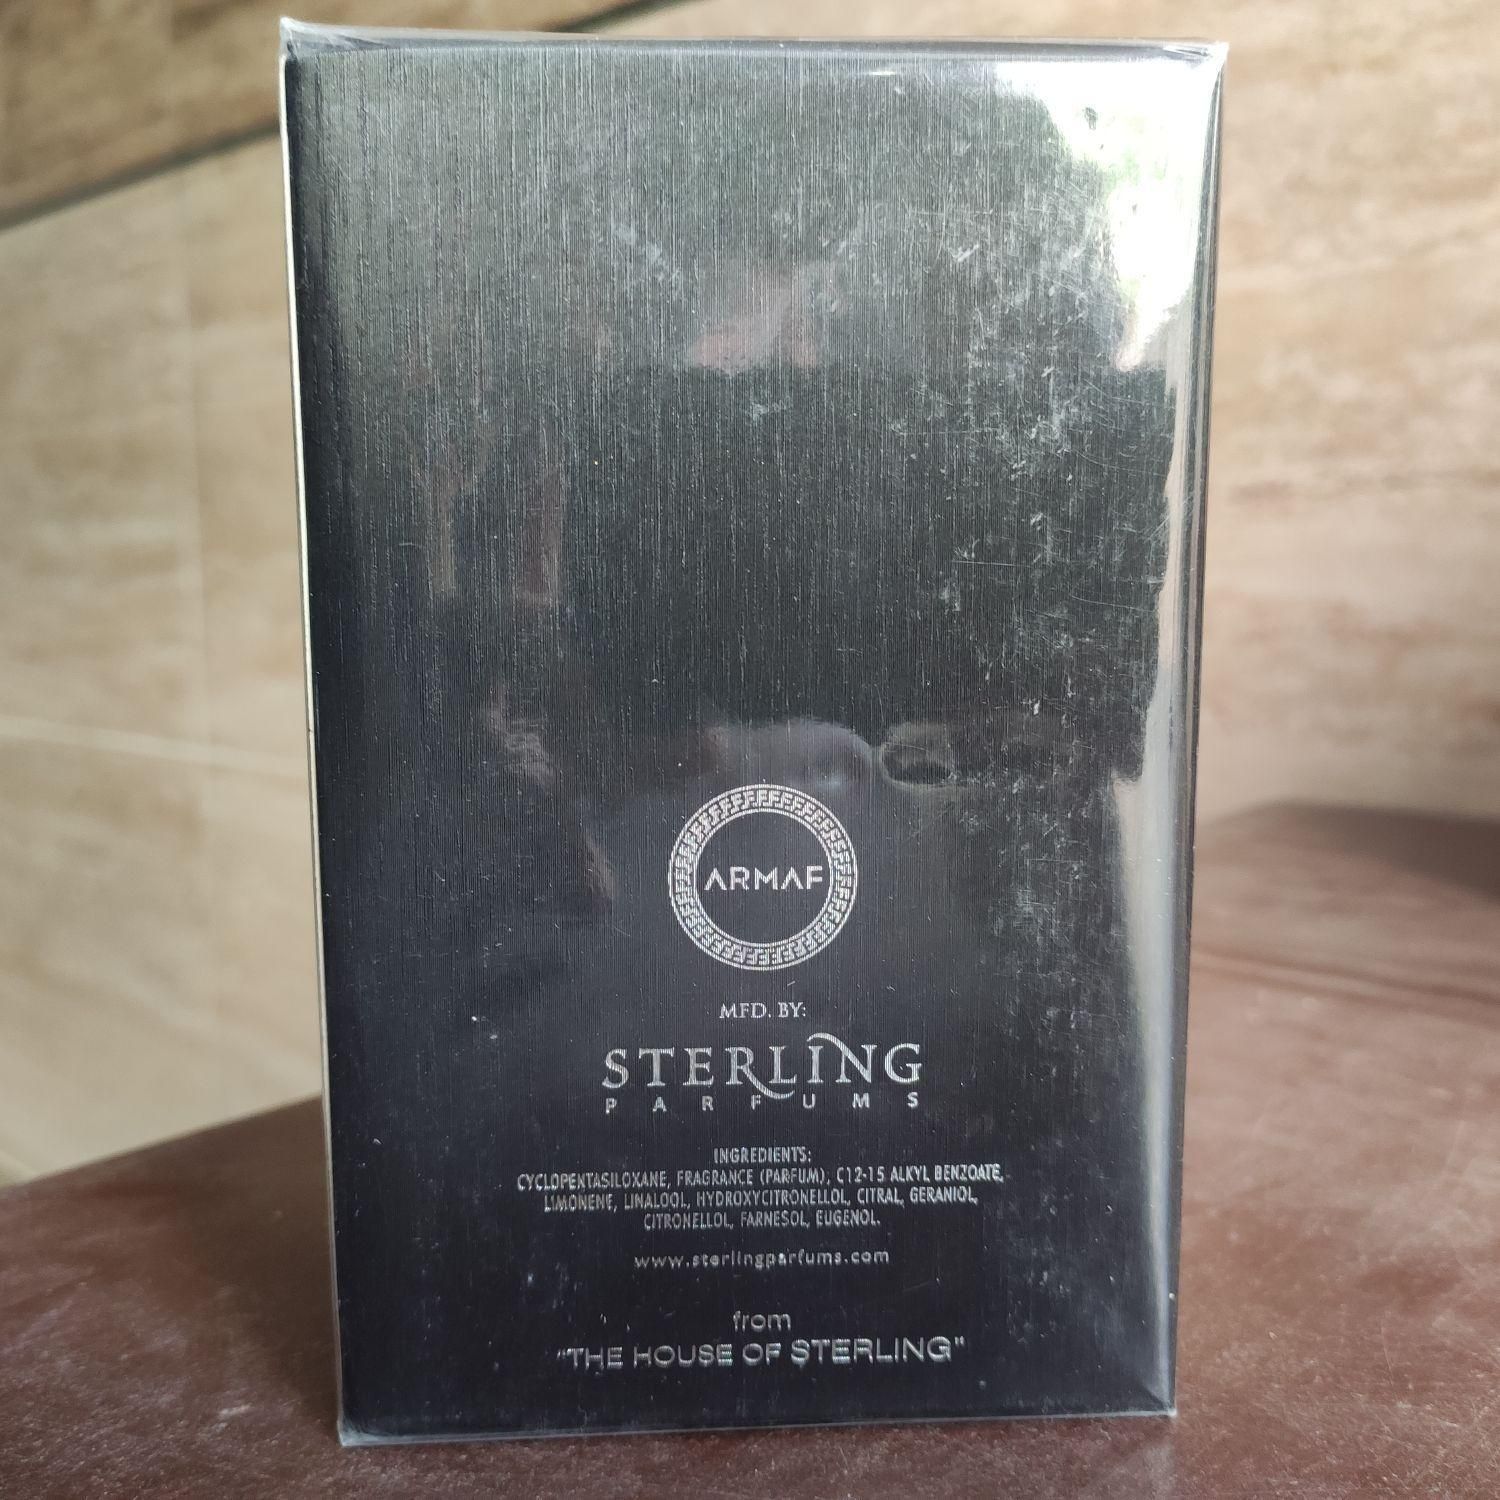 ARMAF
MFD. BY:
STERLING
PARFUMS
INGREDIENTS:
CYCLOPENTASILOXANE, FRAGRANCE (PARFUM), C12-15 ALKYL BENZOATE,
LIMONENE, LINALOOL, HYDROXYCITRONELLOL, CITRAL, GERANIOL,
CITRONELLOL, FARNESOL, EUGENOL.
www.sterlingparfums.com
from
"THE HOUSE OF STERLING"